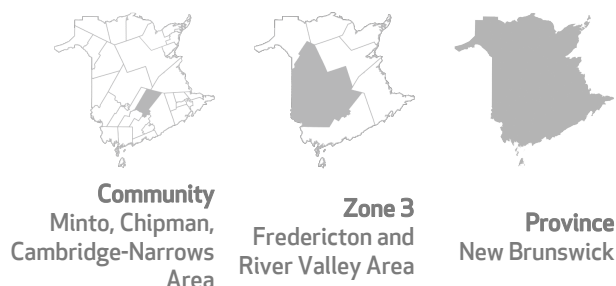 Community
Minto, Chipman,
Cambridge-Narrows
Area
Zone 3
Fredericton and
River Valley Area
Province
New Brunswick